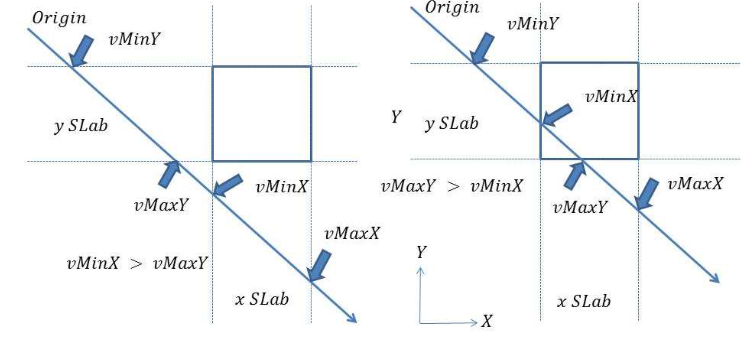 Origin
vMinY
y SLab
vMinX
vMaxY
vMaxX
vMinX > vMaxY
x SLab
Origin
vMinY
vMinX
Y
y SLab
vMaxY > vMinX
vMaxX
vMaxY
Y
X
x SLab